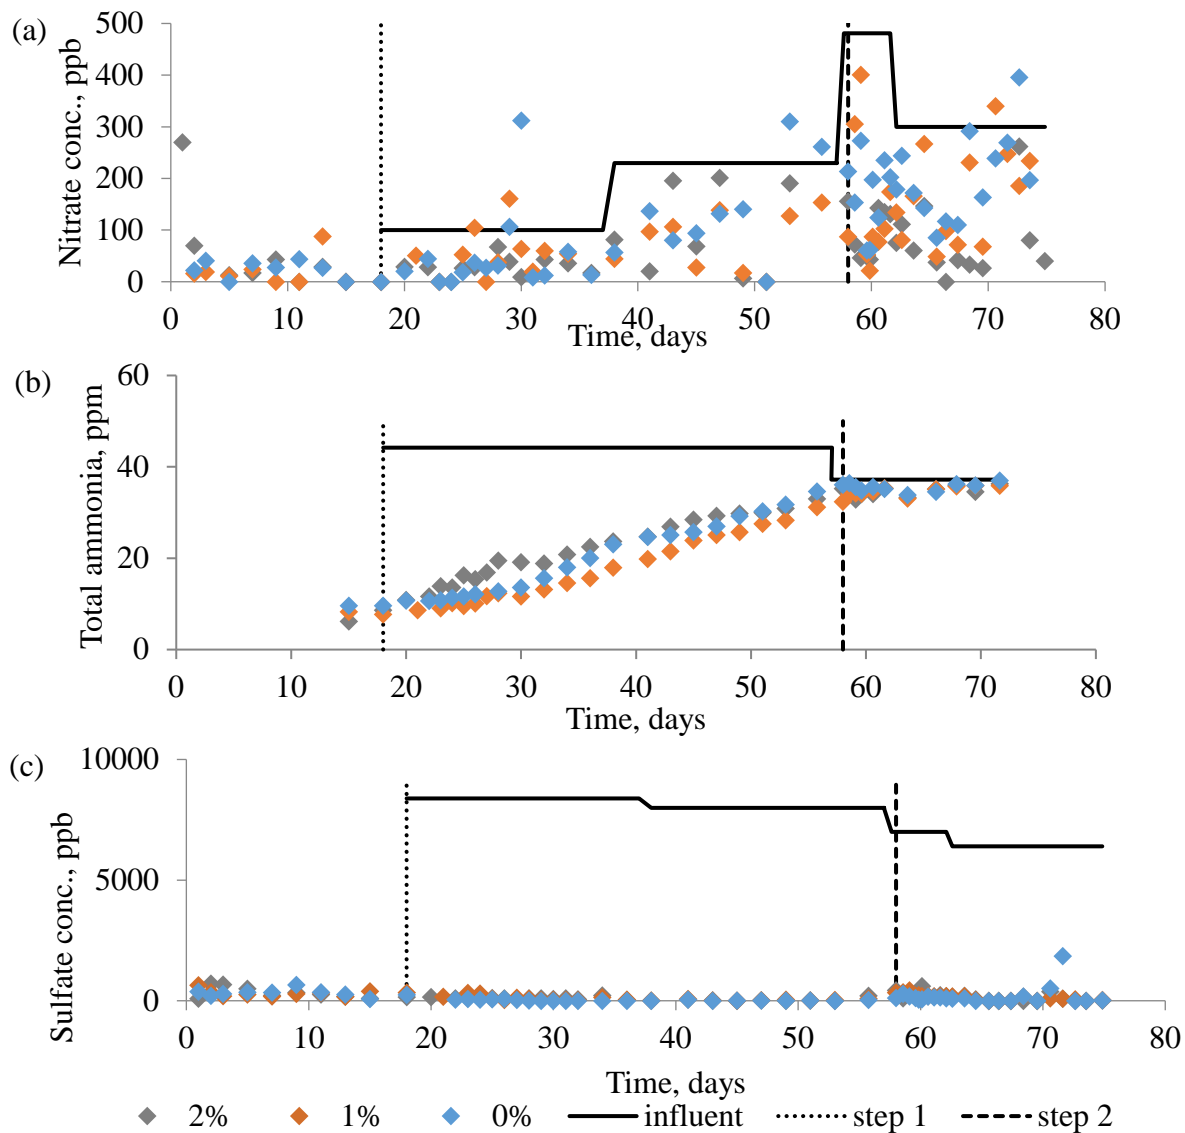 (a)
Nitrate conc., ppb
500
400
300
200
100
0
0 10 20 30 40 50 60 70 80
Time, days
(b)
Total ammonia, ppm
60
40
20
0
0 10 20 30 40 50 60 70 80
Time, days
(c)
Sulfate conc., ppb
10000
5000
0
0 10 20 30 40 50 60 70 80
Time, days
2% 1% 0% influent step 1 step 2